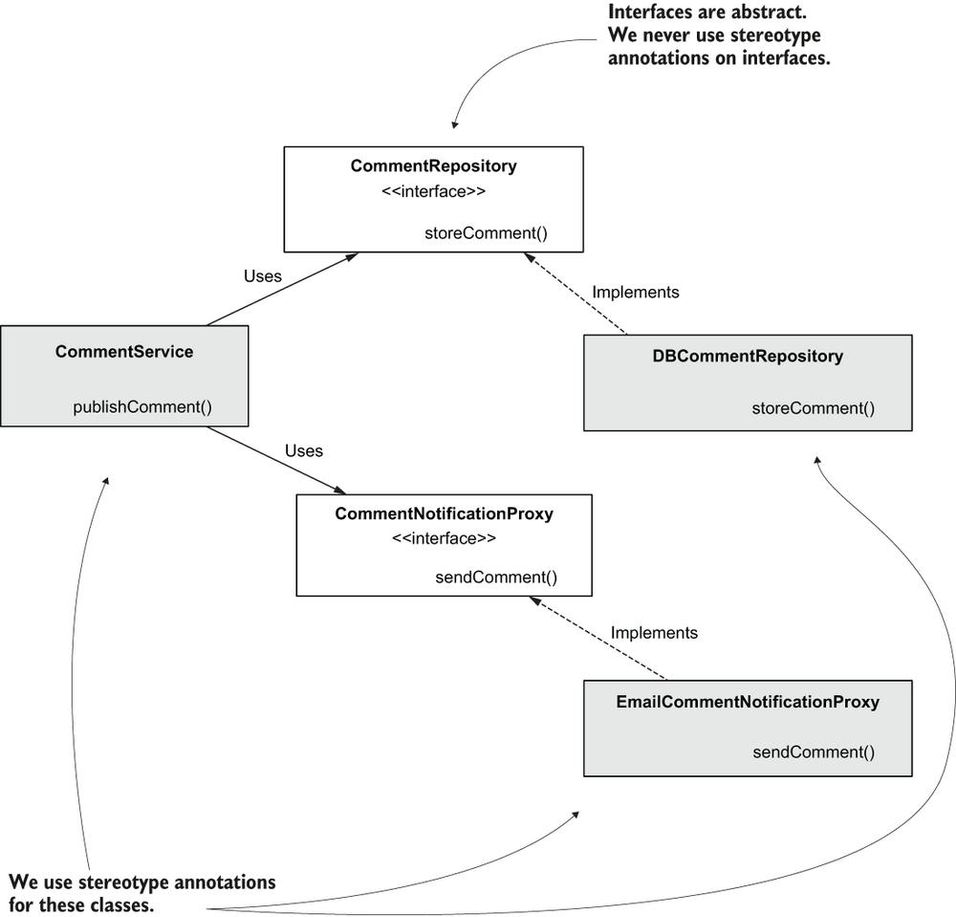 Interfaces are abstract.
We never use stereotype
annotations on interfaces.
CommentRepository
<<interface>>
storeComment()
Uses
Implements
CommentService
publishComment()
DBCommentRepository
storeComment()
Uses
CommentNotificationProxy
<<interface>>
sendComment()
Implements
EmailCommentNotificationProxy
sendComment()
We use stereotype annotations
for these classes.